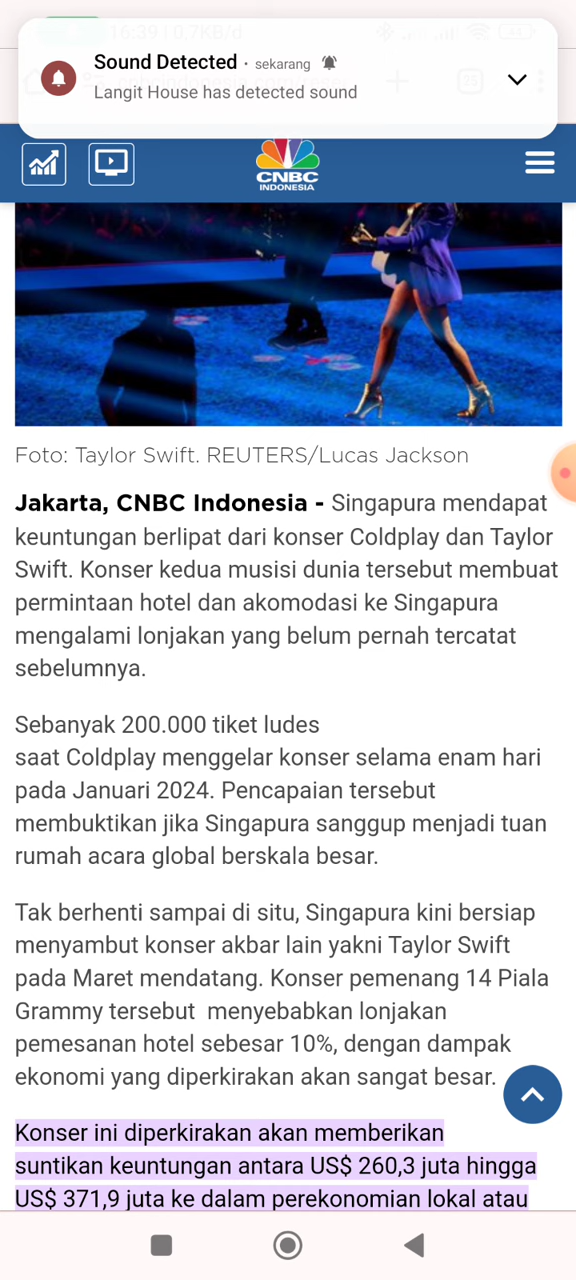 16:39 | 0,7KB/d
Sound Detected · sekarang
Langit House has detected sound
25
CNBC
INDONESIA
Foto: Taylor Swift. REUTERS/Lucas Jackson
Jakarta, CNBC Indonesia - Singapura mendapat
keuntungan berlipat dari konser Coldplay dan Taylor
Swift. Konser kedua musisi dunia tersebut membuat
permintaan hotel dan akomodasi ke Singapura
mengalami lonjakan yang belum pernah tercatat
sebelumnya.
Sebanyak 200.000 tiket ludes
saat Coldplay menggelar konser selama enam hari
pada Januari 2024. Pencapaian tersebut
membuktikan jika Singapura sanggup menjadi tuan
rumah acara global berskala besar.
Tak berhenti sampai di situ, Singapura kini bersiap
menyambut konser akbar lain yakni Taylor Swift
pada Maret mendatang. Konser pemenang 14 Piala
Grammy tersebut menyebabkan lonjakan
pemesanan hotel sebesar 10%, dengan dampak
ekonomi yang diperkirakan akan sangat besar.
Konser ini diperkirakan akan memberikan
suntikan keuntungan antara US$ 260,3 juta hingga
US$ 371,9 juta ke dalam perekonomian lokal atau